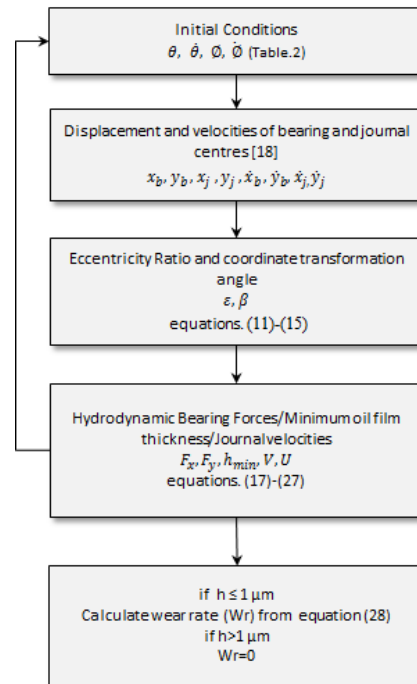 Initial Conditions
θ, θ̇, Ø, Ø̇ (Table.2)
Displacement and velocities of bearing and journal
centres [18]
x_b, y_b, x_j, y_j, ẋ_b, ẏ_b, ẋ_j, ẏ_j
Eccentricity Ratio and coordinate transformation
angle
ε, β
equations. (11)-(15)
Hydrodynamic Bearing Forces/Minimum oil film
thickness/Journal velocities
F_x, F_y, h_min, V, U
equations. (17)-(27)
if h ≤ 1 μm
Calculate wear rate (Wr) from equation (28)
if h>1 μm
Wr=0